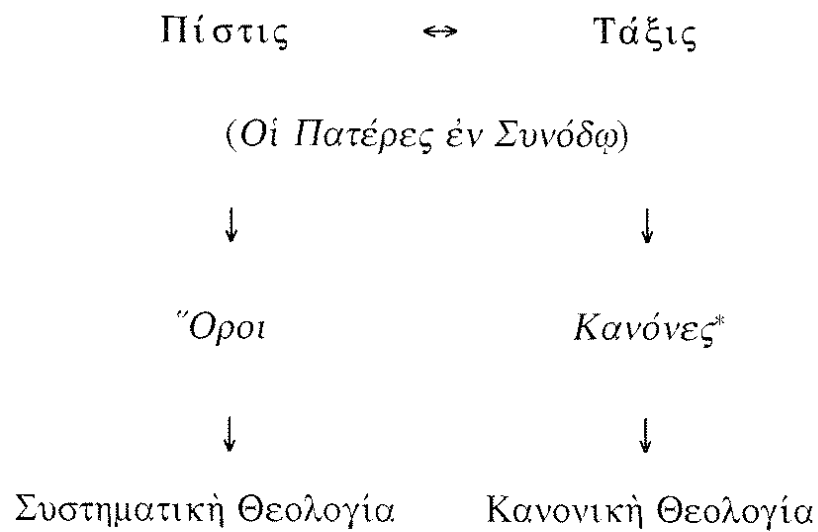 Πίστις ↔ Τάξις
(Οἱ Πατέρες ἐν Συνόδῳ)
↓ ↓
Ὅροι Κανόνες*
↓ ↓
Συστηματικὴ Θεολογία Κανονικὴ Θεολογία